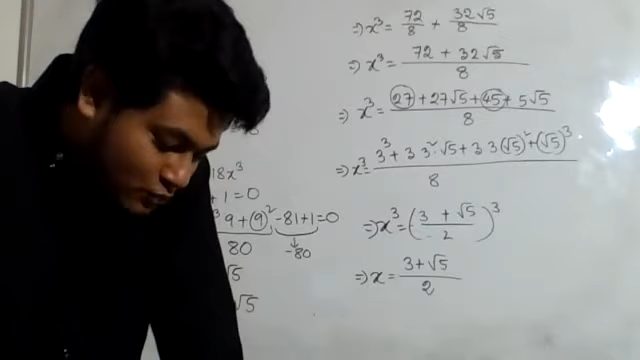 18x³
+ 1 = 0
³ 9 + (9)² - 81 + 1 = 0
80
↓
-80
√5
√5
⇒ x³ = 72/8 + 32√5/8
⇒ x³ = (72 + 32√5)/8
⇒ x³ = (27 + 27√5 + 45 + 5√5)/8
⇒ x³ = (3³ + 3 3²·√5 + 3 3(√5)² + (√5)³)/8
⇒ x³ = ((3 + √5)/2)³
⇒ x = (3 + √5)/2